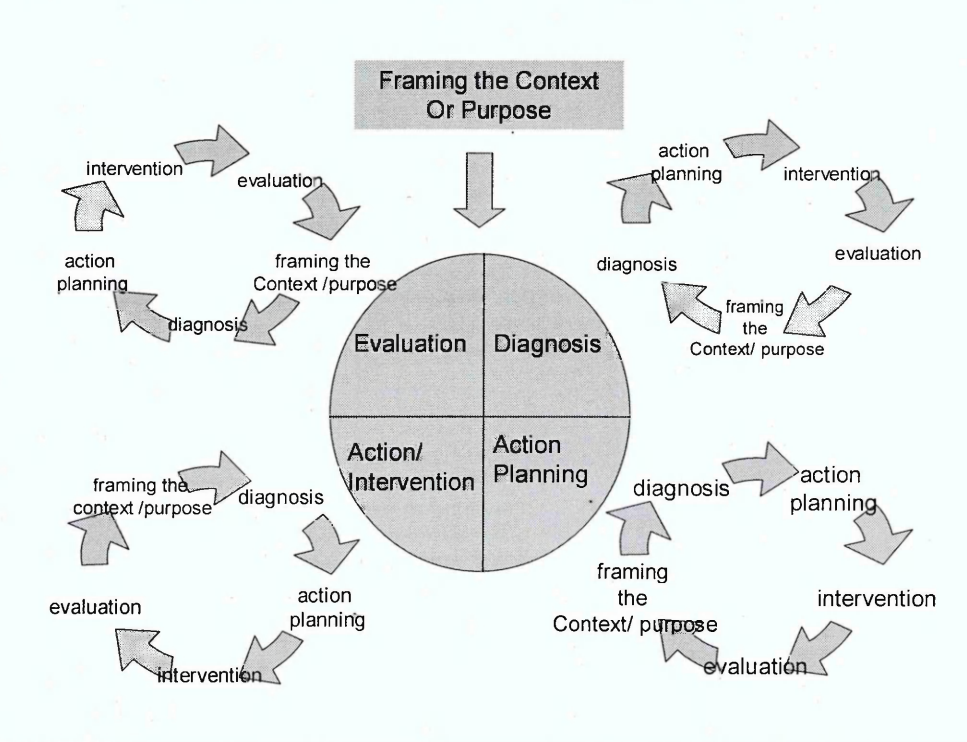 Framing the Context
Or Purpose
intervention
evaluation
framing the
Context /purpose
diagnosis
action
planning
action
planning
intervention
evaluation
framing
the
Context/ purpose
diagnosis
Evaluation
Diagnosis
Action/
Intervention
Action
Planning
framing the
context /purpose
diagnosis
action
planning
intervention
evaluation
diagnosis
action
planning
intervention
evaluation
framing
the
Context/ purpose